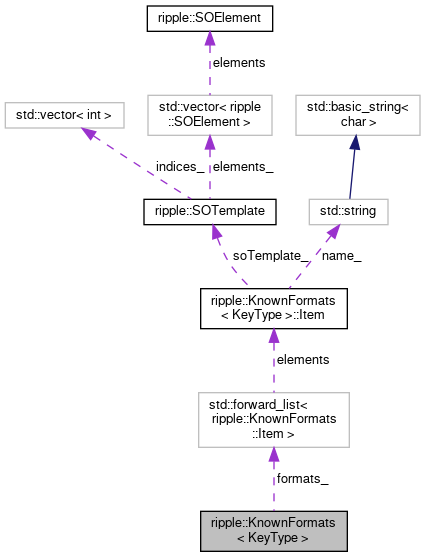 ripple::SOElement
elements
std::vector< int >
std::vector< ripple
::SOElement >
std::basic_string<
char >
indices_
elements_
ripple::SOTemplate
std::string
soTemplate_
name_
ripple::KnownFormats
< KeyType >::Item
elements
std::forward_list<
ripple::KnownFormats
::Item >
formats_
ripple::KnownFormats
< KeyType >